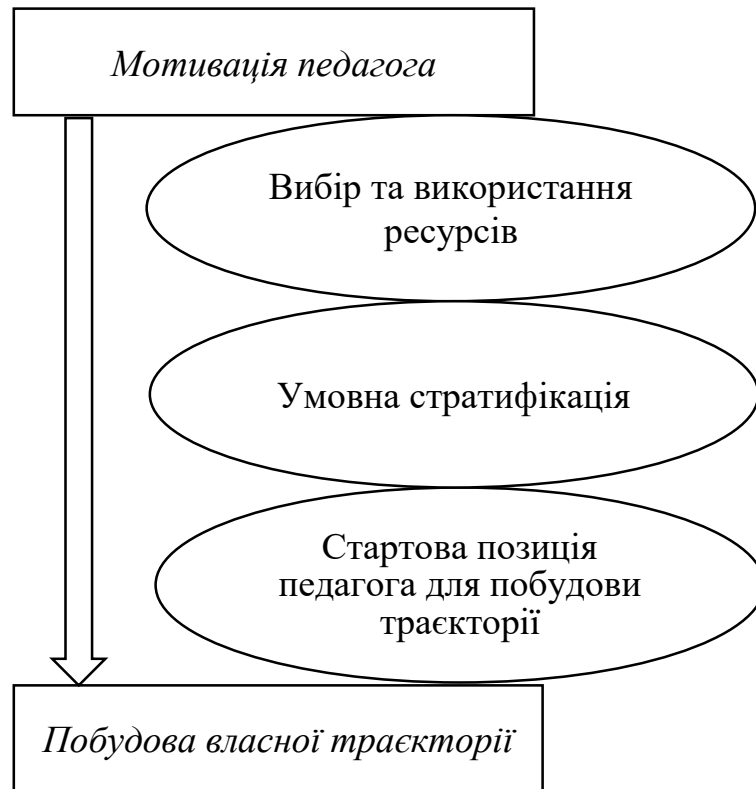 Мотивація педагога
Вибір та використання
ресурсів
Умовна стратифікація
Стартова позиція
педагога для побудови
траєкторії
Побудова власної траєкторії